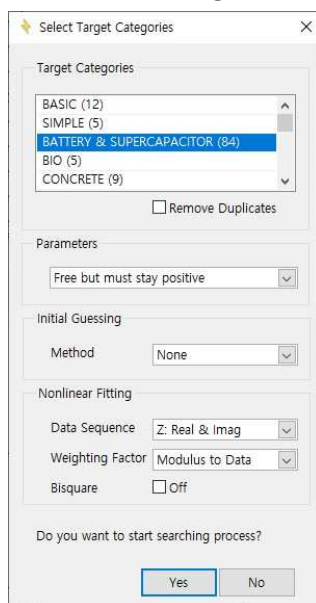 Select Target Categories
Target Categories
BASIC (12)
SIMPLE (5)
BATTERY & SUPERCAPACITOR (84)
BIO (5)
CONCRETE (9)
Remove Duplicates
Parameters
Free but must stay positive
Initial Guessing
Method None
Nonlinear Fitting
Data Sequence Z: Real & Imag
Weighting Factor Modulus to Data
Bisquare Off
Do you want to start searching process?
Yes No